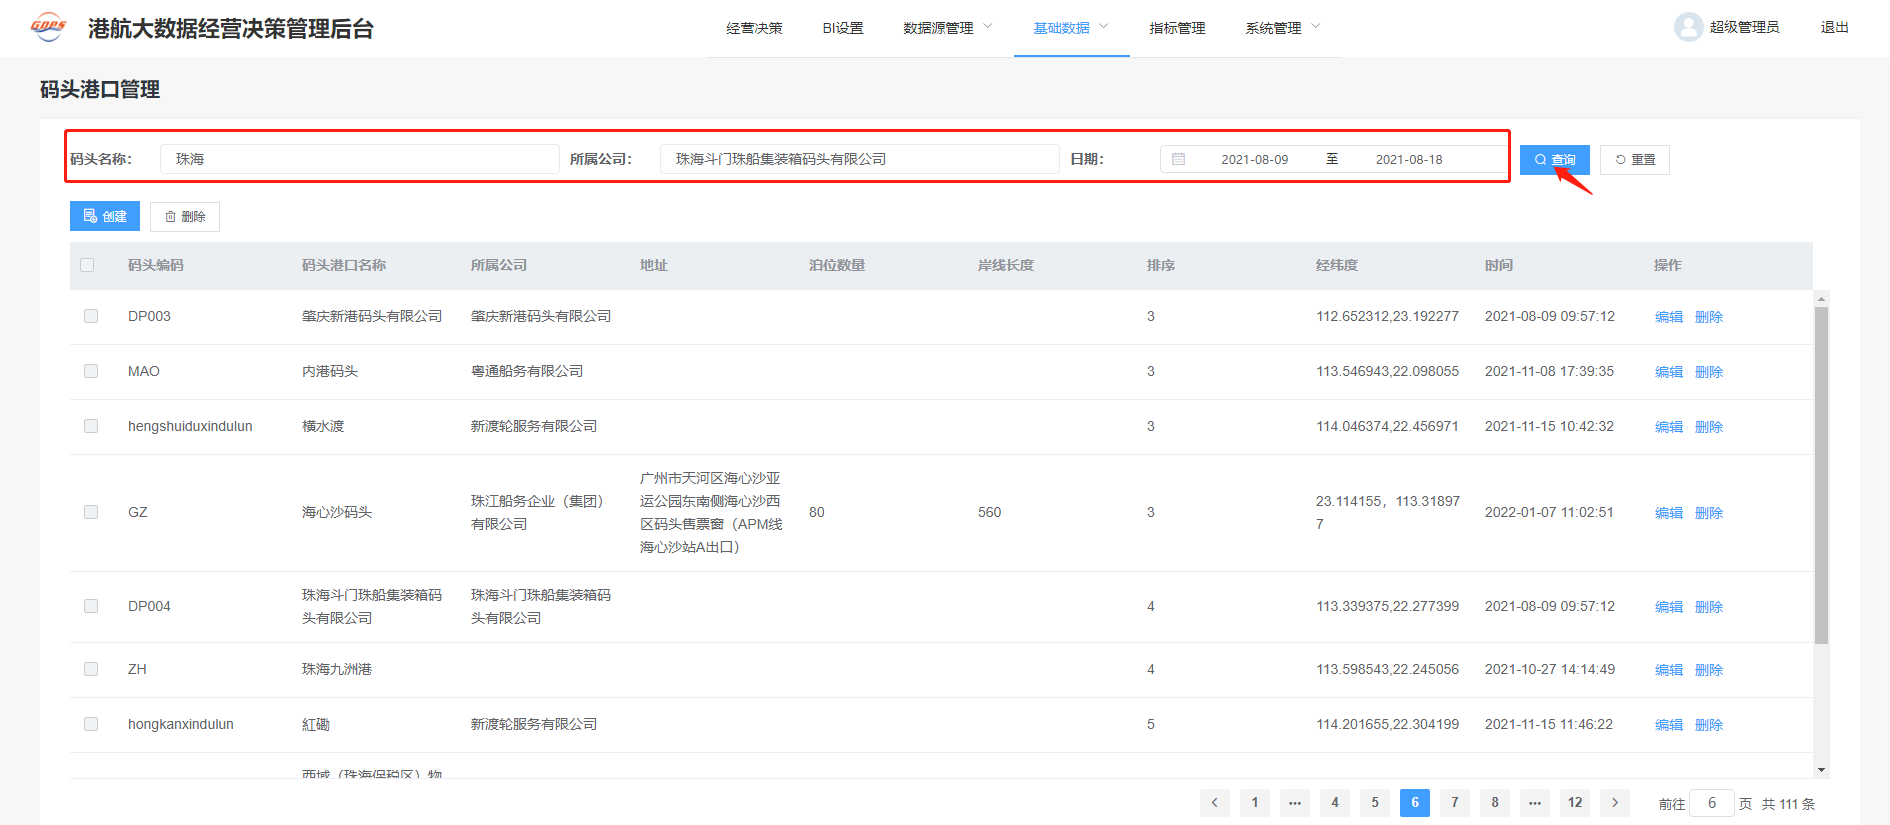 GDPS 港航大数据经营决策管理后台 经营决策 BI设置 数据源管理 基础数据 指标管理 系统管理 超级管理员 退出
码头港口管理
码头名称: 珠海 所属公司: 珠海斗门珠船集装箱码头有限公司 日期: 2021-08-09 至 2021-08-18 查询 重置
创建 删除
码头编码 码头港口名称 所属公司 地址 泊位数量 岸线长度 排序 经纬度 时间 操作
DP003 肇庆新港码头有限公司 肇庆新港码头有限公司 3 112.652312,23.192277 2021-08-09 09:57:12 编辑 删除
MAO 内港码头 粤通船务有限公司 3 113.546943,22.098055 2021-11-08 17:39:35 编辑 删除
hengshuiduxindulun 横水渡 新渡轮服务有限公司 3 114.046374,22.456971 2021-11-15 10:42:32 编辑 删除
广州市天河区海心沙亚
珠江船务企业（集团） 运公园东南侧海心沙西 23.114155，113.31897
GZ 海心沙码头 80 560 3 2022-01-07 11:02:51 编辑 删除
有限公司 区码头售票窗（APM线 7
海心沙站A出口）
珠海斗门珠船集装箱码 珠海斗门珠船集装箱码
DP004 4 113.339375,22.277399 2021-08-09 09:57:12 编辑 删除
头有限公司 头有限公司
ZH 珠海九洲港 4 113.598543,22.245056 2021-10-27 14:14:49 编辑 删除
hongkanxindulun 紅磡 新渡轮服务有限公司 5 114.201655,22.304199 2021-11-15 11:46:22 编辑 删除
西域（珠海保税区）物
< 1 ••• 4 5 6 7 8 ••• 12 > 前往 6 页 共 111 条